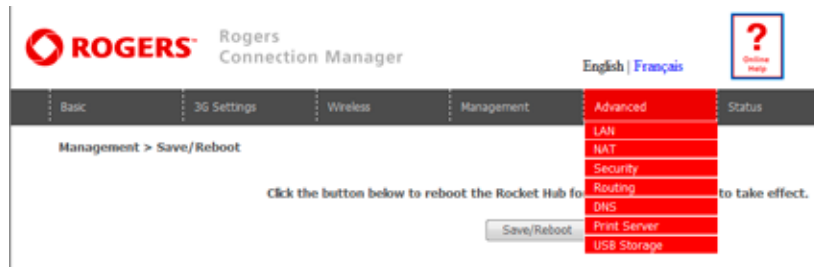 ROGERS™ Rogers
Connection Manager
English | Français
?
Online
Help
Basic 3G Settings Wireless Management Advanced Status
LAN
Management > Save/Reboot
NAT
Security
Click the button below to reboot the Rocket Hub fo to take effect.
Routing
DNS
Save/Reboot
Print Server
USB Storage